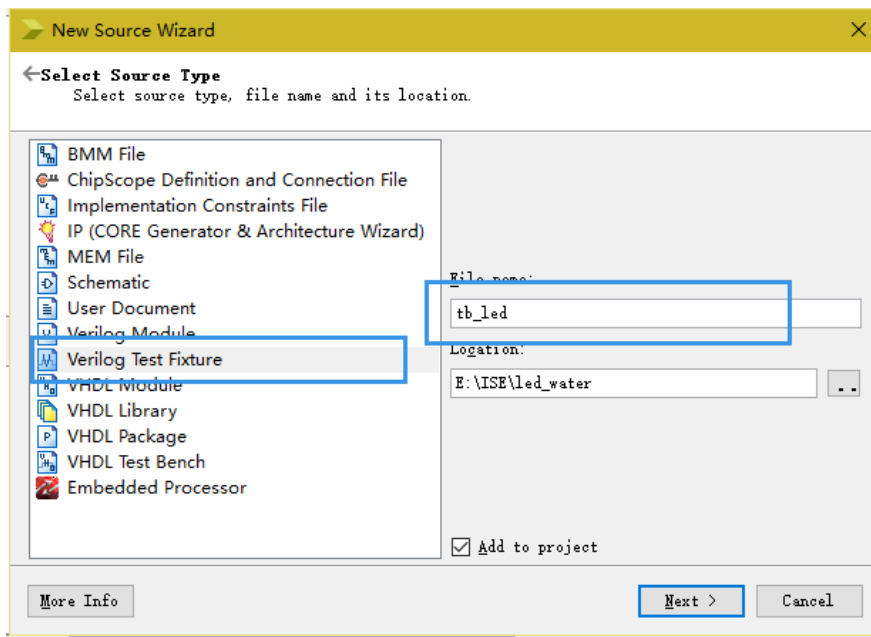 New Source Wizard
Select Source Type
Select source type, file name and its location.
BMM File
ChipScope Definition and Connection File
Implementation Constraints File
IP (CORE Generator & Architecture Wizard)
MEM File
Schematic
User Document
Verilog Module
Verilog Test Fixture
VHDL Module
VHDL Library
VHDL Package
VHDL Test Bench
Embedded Processor
File name:
tb_led
Location:
E:\ISE\led_water
..
Add to project
More Info
Next >
Cancel